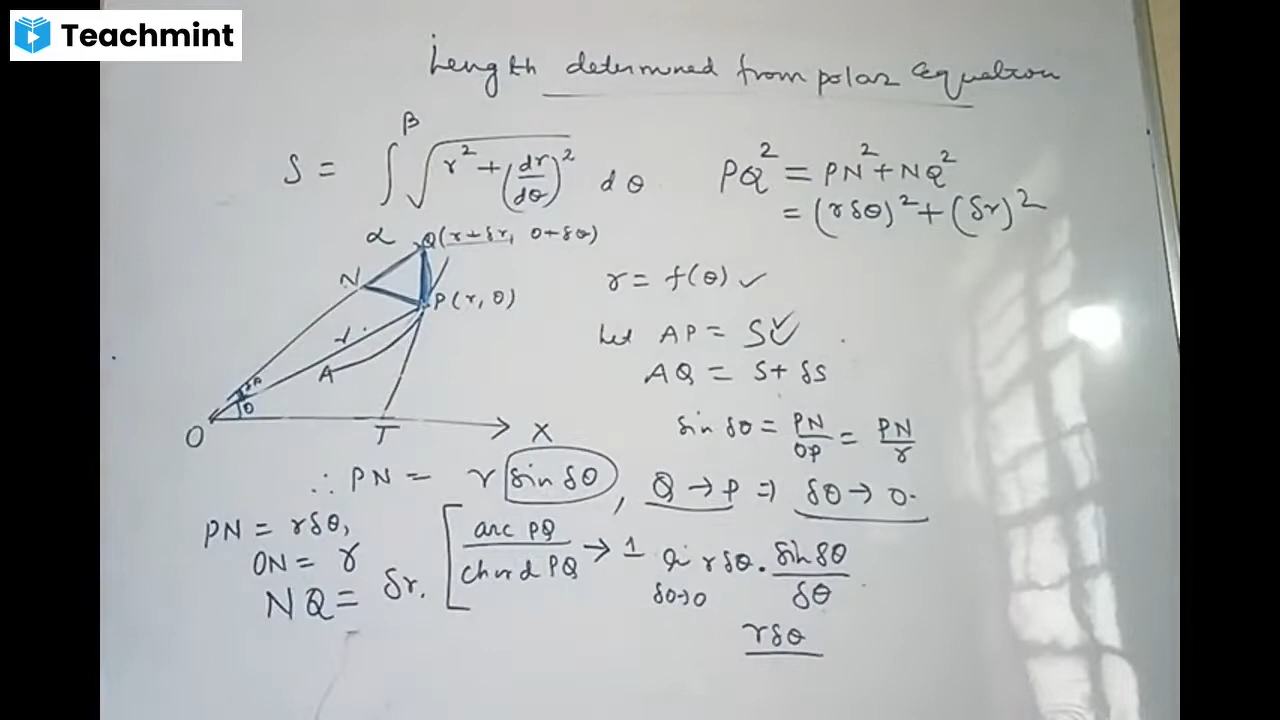 Teachmint
Length determined from polar equation
S = ∫αβ √(r² + (dr/dθ)²) dθ
PQ² = PN² + NQ²
= (rδθ)² + (δr)²
Q(r+δr, θ+δθ)
N
P(r, θ)
r
A
δθ
θ
O
T
X
r = f(θ) ✓
Let AP = S ✓
AQ = S + δS
sin δθ = PN/OP = PN/r
∴ PN = r sin δθ, Q → P ⇒ δθ → 0.
PN = rδθ,
ON = r
NQ = δr.
[arc PQ / chord PQ → 1
δθ→0 rδθ. sin δθ/δθ
rδθ